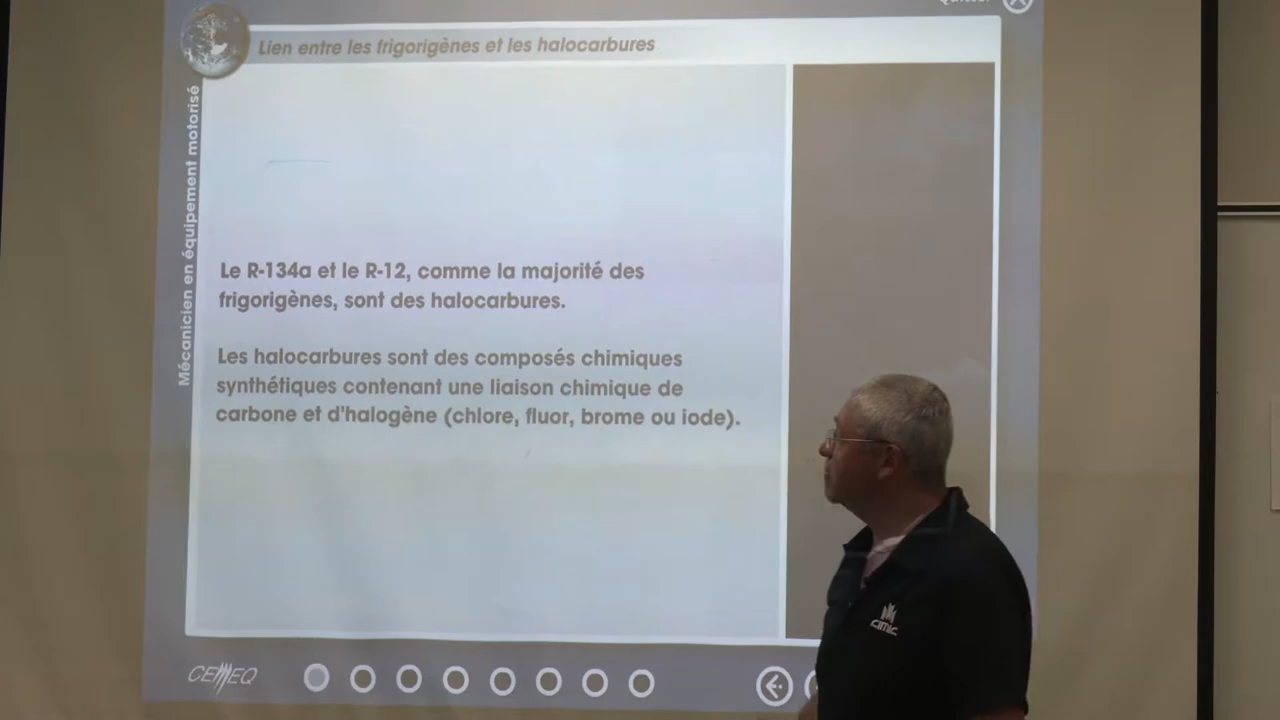 Lien entre les frigorigènes et les halocarbures
Mécanicien en équipement motorisé
Le R-134a et le R-12, comme la majorité des
frigorigènes, sont des halocarbures.
Les halocarbures sont des composés chimiques
synthétiques contenant une liaison chimique de
carbone et d'halogène (chlore, fluor, brome ou iode).
CEMEQ
CIMIC